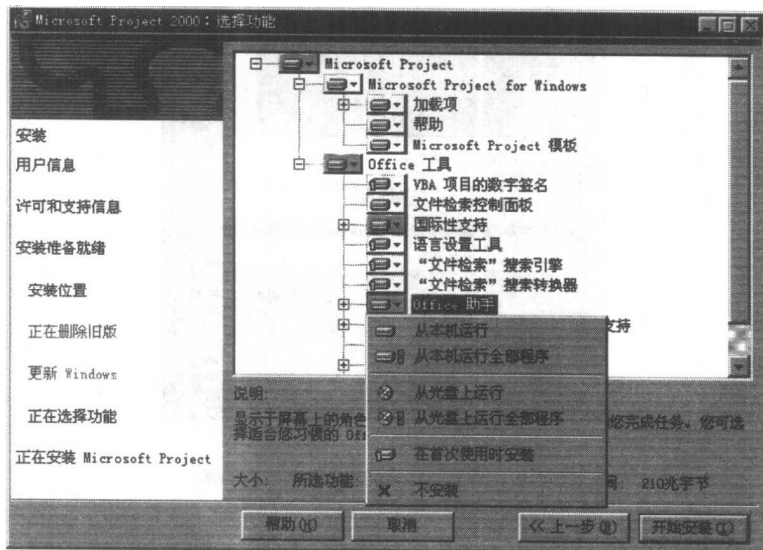 Microsoft Project 2000：选择功能
安装
用户信息
许可和支持信息
安装准备就绪
安装位置
正在删除旧版
更新 Windows
正在选择功能
正在安装 Microsoft Project
Microsoft Project
Microsoft Project for Windows
加载项
帮助
Microsoft Project 模板
Office 工具
VBA 项目的数字签名
文件检索控制面板
国际性支持
语言设置工具
“文件检索”搜索引擎
“文件检索”搜索转换器
Office 助手
支持
从本机运行
从本机运行全部程序
从光盘上运行
从光盘上运行全部程序
在首次使用时安装
不安装
说明:
显示于屏幕上的角色 您完成任务。您可选
择适合您习惯的 Off
大小: 所选功能: 间: 210兆字节
帮助(H) 取消 << 上一步(B) 开始安装(I)